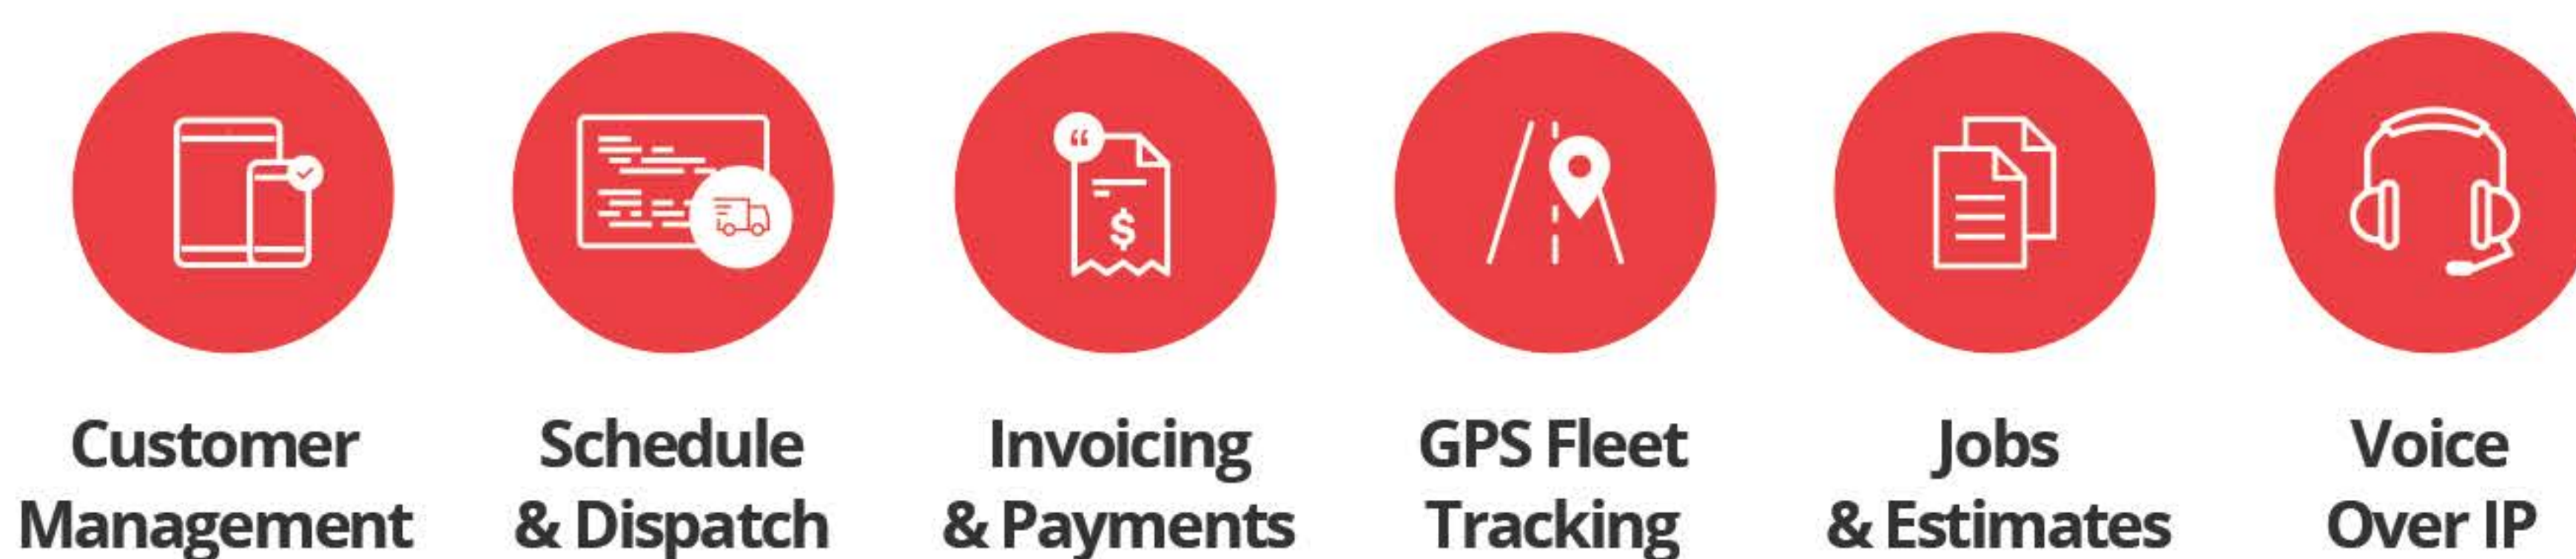 “
$
Customer
Management
Schedule
& Dispatch
Invoicing
& Payments
GPS Fleet
Tracking
Jobs
& Estimates
Voice
Over IP